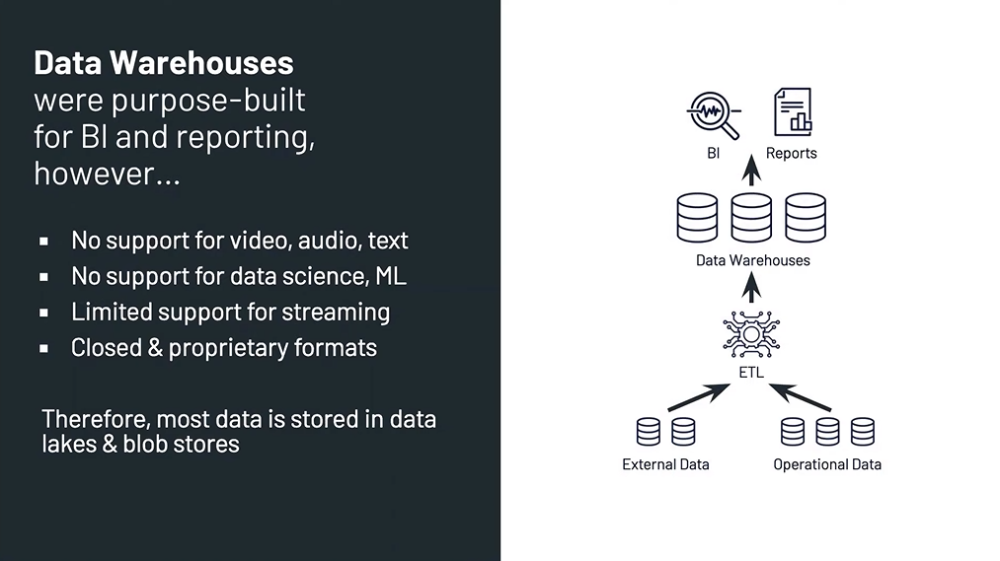 Data Warehouses
were purpose-built
for BI and reporting,
however...
▪ No support for video, audio, text
▪ No support for data science, ML
▪ Limited support for streaming
▪ Closed & proprietary formats
Therefore, most data is stored in data
lakes & blob stores
BI
Reports
Data Warehouses
ETL
External Data
Operational Data